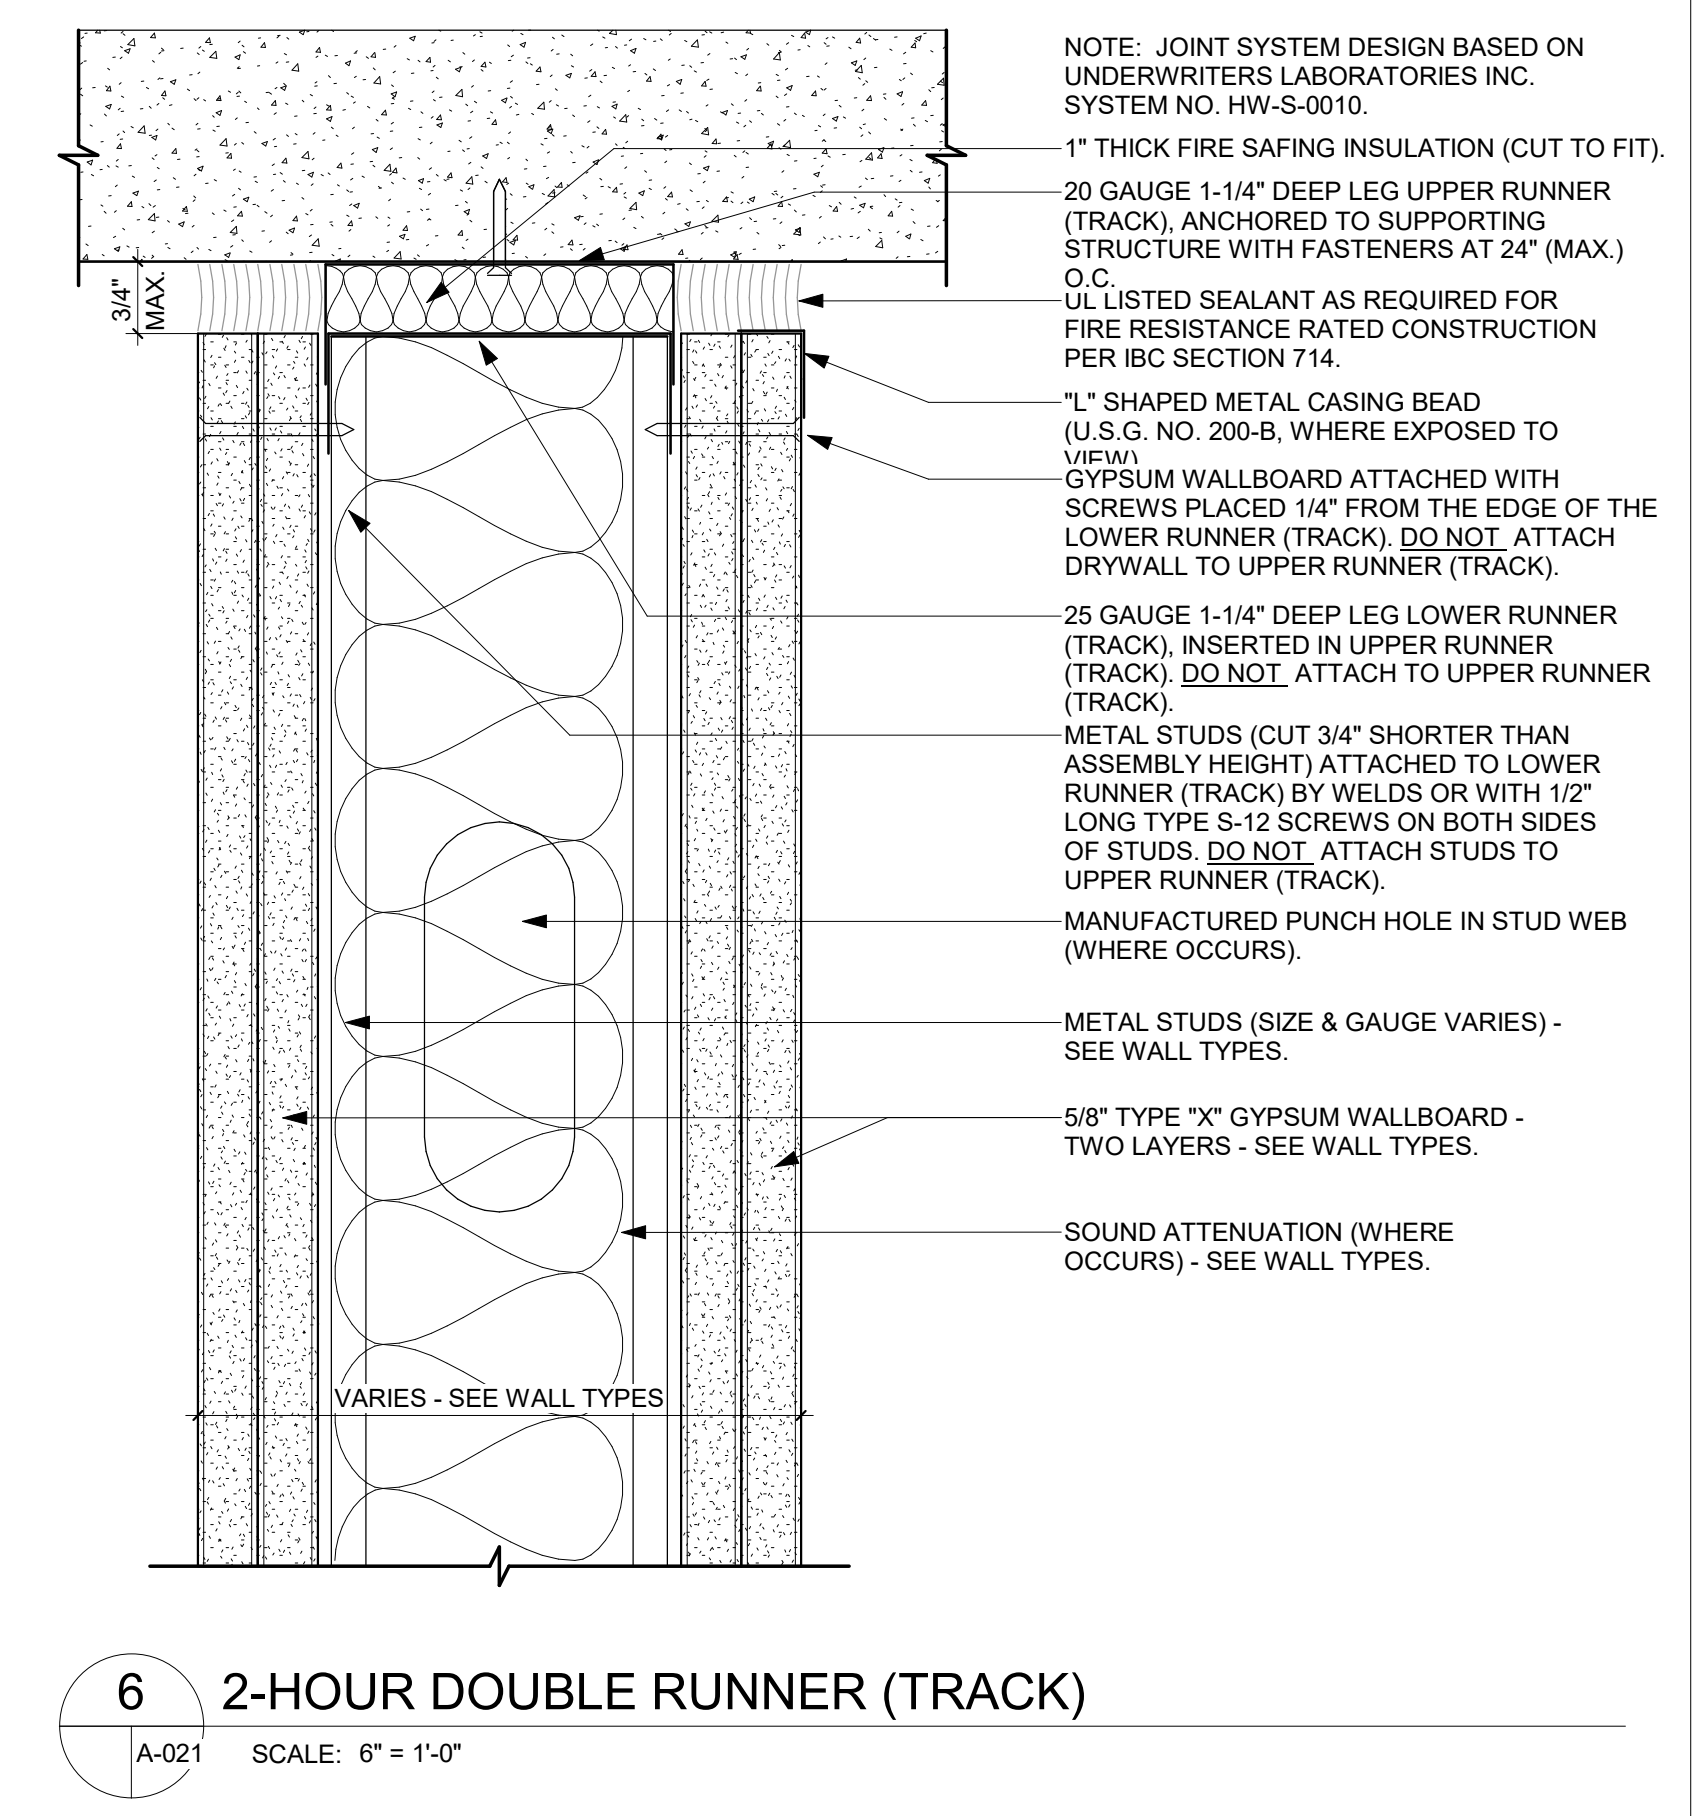 NOTE: JOINT SYSTEM DESIGN BASED ON
UNDERWRITERS LABORATORIES INC.
SYSTEM NO. HW-S-0010.
1" THICK FIRE SAFING INSULATION (CUT TO FIT).
20 GAUGE 1-1/4" DEEP LEG UPPER RUNNER
(TRACK), ANCHORED TO SUPPORTING
STRUCTURE WITH FASTENERS AT 24" (MAX.)
O.C.
UL LISTED SEALANT AS REQUIRED FOR
FIRE RESISTANCE RATED CONSTRUCTION
PER IBC SECTION 714.
"L" SHAPED METAL CASING BEAD
(U.S.G. NO. 200-B, WHERE EXPOSED TO
VIEW)
GYPSUM WALLBOARD ATTACHED WITH
SCREWS PLACED 1/4" FROM THE EDGE OF THE
LOWER RUNNER (TRACK). DO NOT ATTACH
DRYWALL TO UPPER RUNNER (TRACK).
25 GAUGE 1-1/4" DEEP LEG LOWER RUNNER
(TRACK), INSERTED IN UPPER RUNNER
(TRACK). DO NOT ATTACH TO UPPER RUNNER
(TRACK).
METAL STUDS (CUT 3/4" SHORTER THAN
ASSEMBLY HEIGHT) ATTACHED TO LOWER
RUNNER (TRACK) BY WELDS OR WITH 1/2"
LONG TYPE S-12 SCREWS ON BOTH SIDES
OF STUDS. DO NOT ATTACH STUDS TO
UPPER RUNNER (TRACK).
MANUFACTURED PUNCH HOLE IN STUD WEB
(WHERE OCCURS).
METAL STUDS (SIZE & GAUGE VARIES) -
SEE WALL TYPES.
5/8" TYPE "X" GYPSUM WALLBOARD -
TWO LAYERS - SEE WALL TYPES.
SOUND ATTENUATION (WHERE
OCCURS) - SEE WALL TYPES.
3/4"
MAX.
VARIES - SEE WALL TYPES
6
2-HOUR DOUBLE RUNNER (TRACK)
A-021
SCALE: 6" = 1'-0"